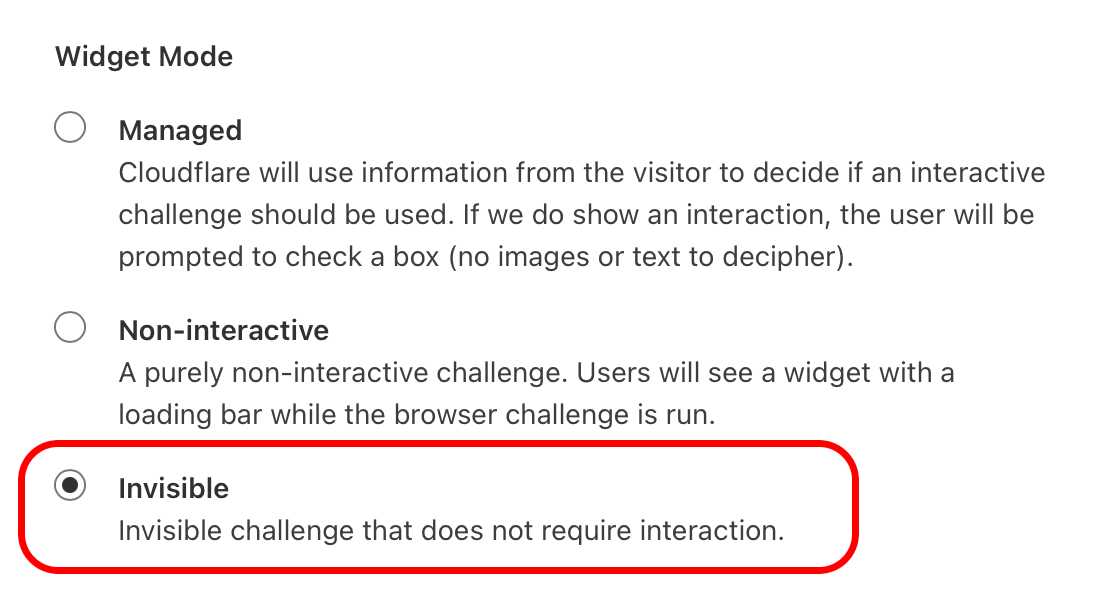 Widget Mode
Managed
Cloudflare will use information from the visitor to decide if an interactive
challenge should be used. If we do show an interaction, the user will be
prompted to check a box (no images or text to decipher).
Non-interactive
A purely non-interactive challenge. Users will see a widget with a
loading bar while the browser challenge is run.
Invisible
Invisible challenge that does not require interaction.